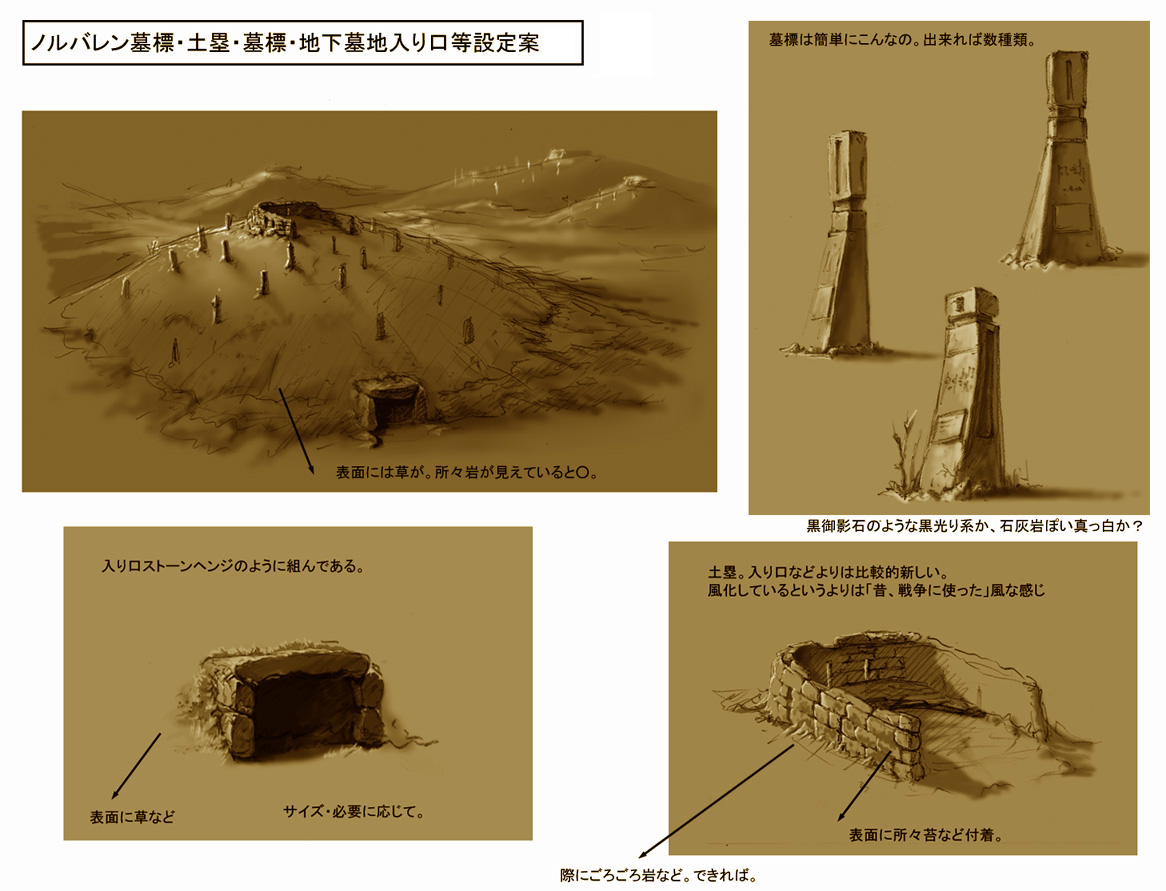 ノルバレン墓標・土塁・墓標・地下墓地入り口等設定案
墓標は簡単にこんなの。出来れば数種類。
表面には草が。所々岩が見えていると〇。
黒御影石のような黒光り系か、石灰岩ぽい真っ白か？
入り口ストーンヘンジのように組んである。
表面に草など
サイズ・必要に応じて。
土塁。入り口などよりは比較的新しい。
風化しているというよりは「昔、戦争に使った」風な感じ
表面に所々苔など付着。
際にごろごろ岩など。できれば。